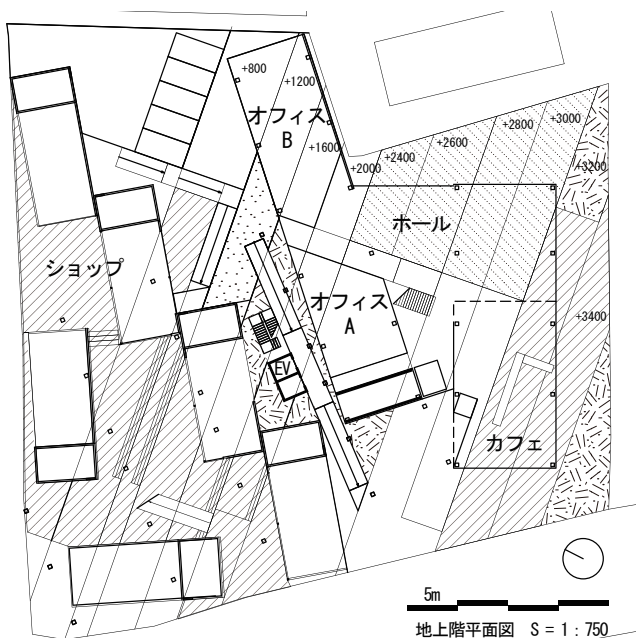 +800
+1200
オフィス
B
+1600
+2000
+2400
+2600
+2800
+3000
+3200
ホール
ショップ
オフィス
A
+3400
EV
カフェ
5m
地上階平面図 S = 1 : 750